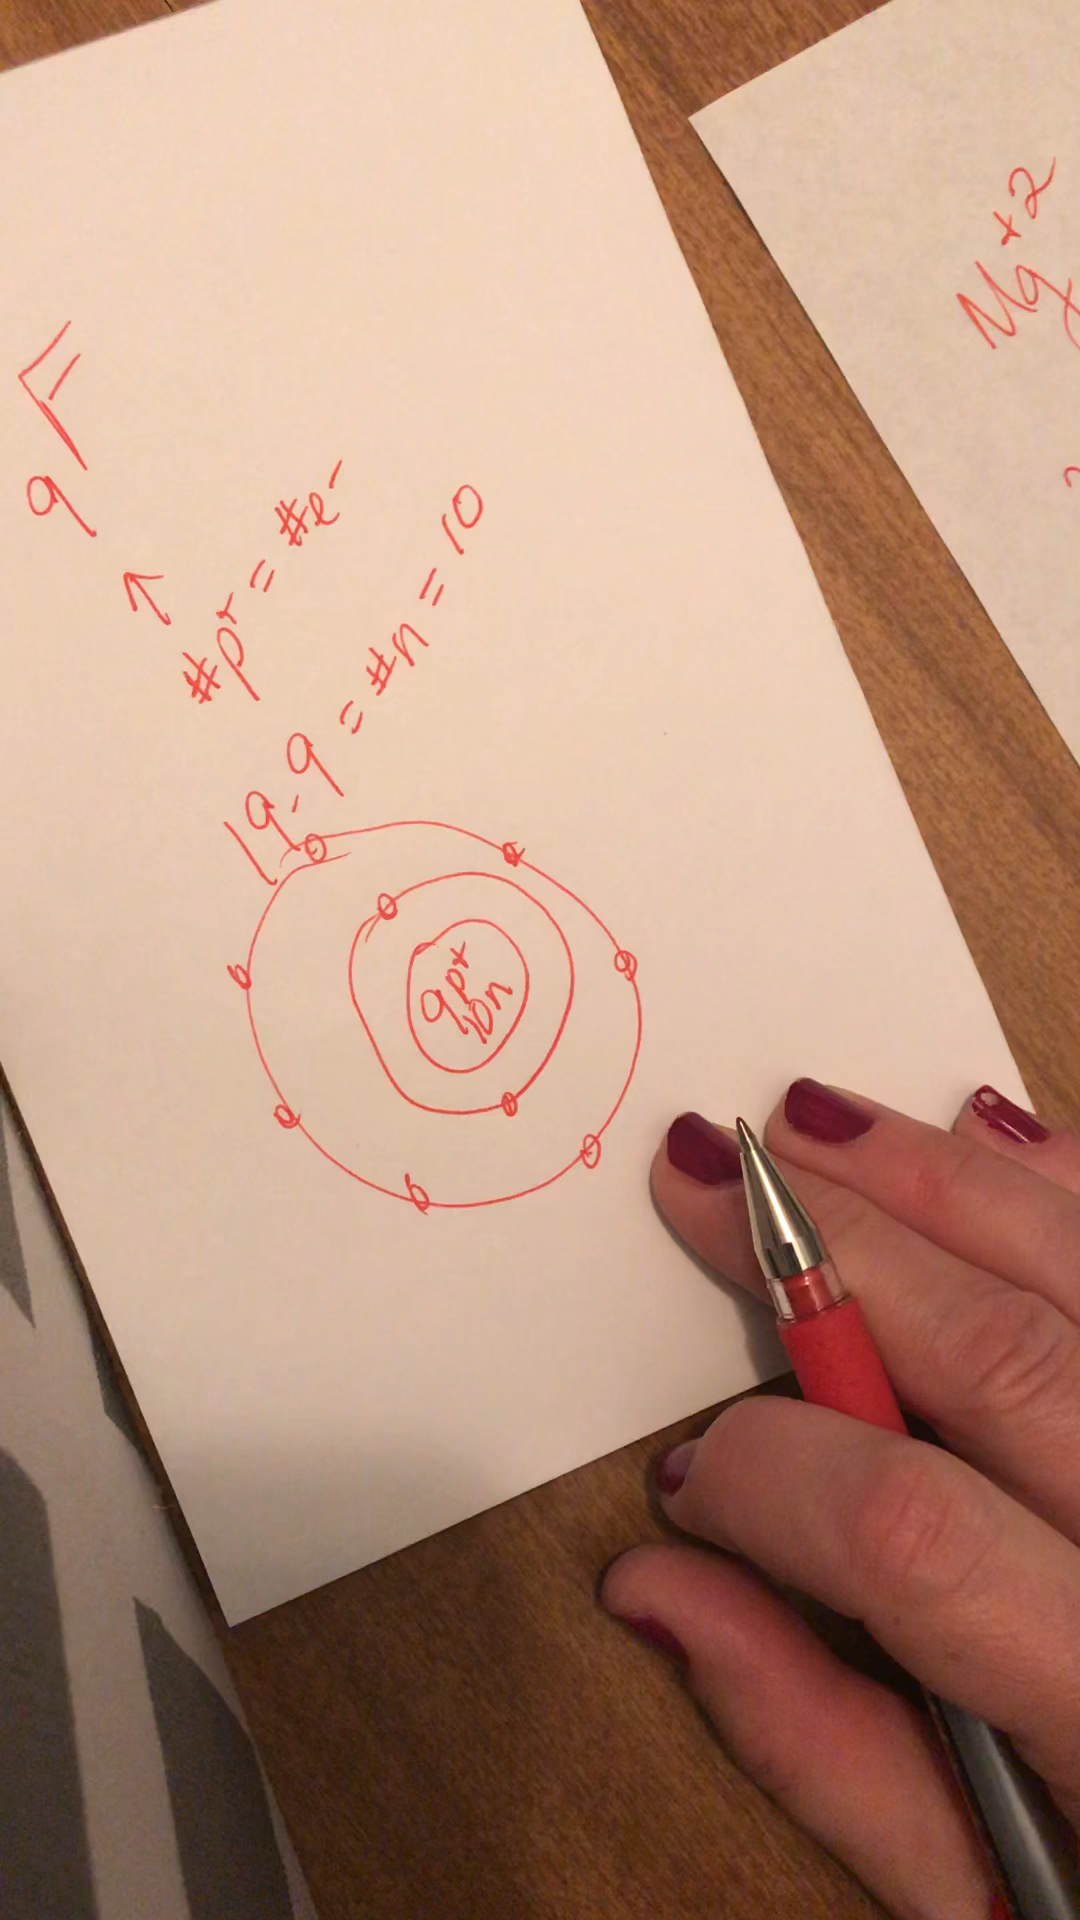 F
9
↑
#p⁺ = #e⁻
19-9 = #n = 10
9p⁺
10n
Mg⁺²